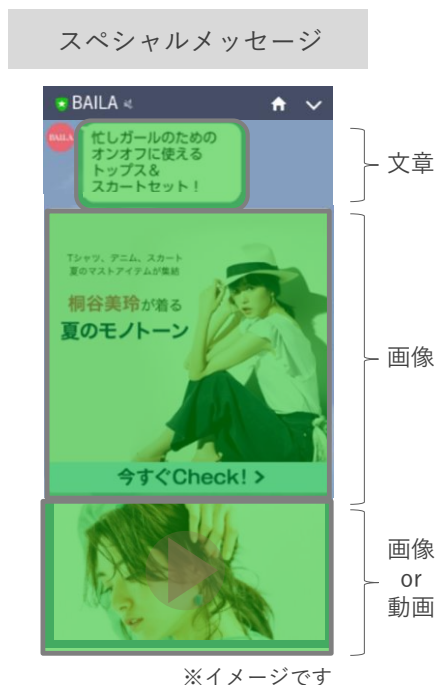 スペシャルメッセージ
BAILA
BAILA
忙しガールのための
オンオフに使える
トップス&
スカートセット！
文章
Tシャツ、デニム、スカート
夏のマストアイテムが集結
桐谷美玲が着る
夏のモノトーン
画像
今すぐCheck! >
画像
or
動画
※イメージです